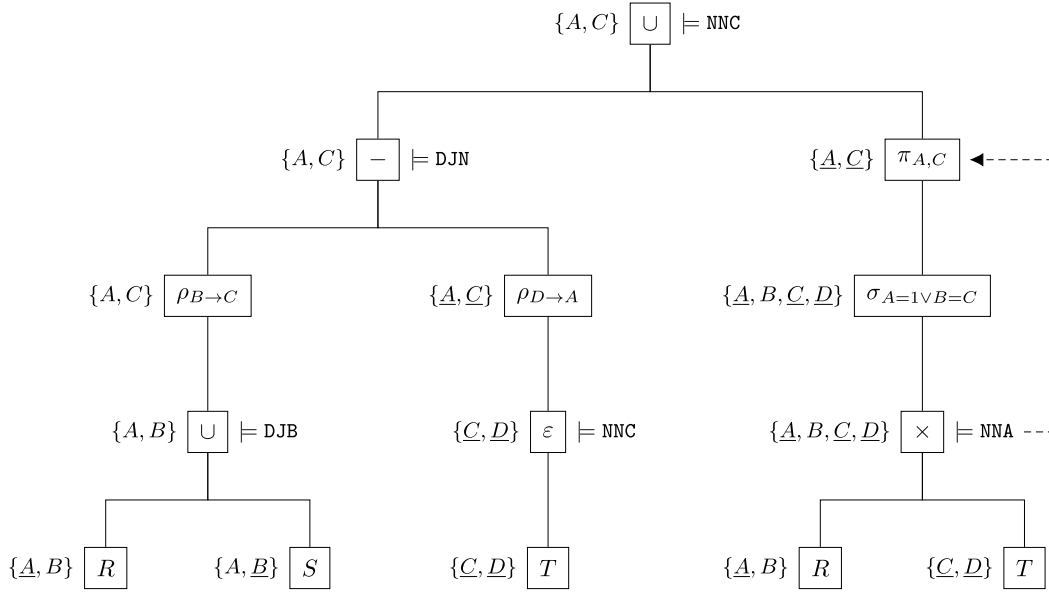 {A, C} ∪ ⊨ NNC
{A, C} − ⊨ DJN {A, C} π_{A,C}
{A, C} ρ_{B→C} {A, C} ρ_{D→A} {A, B, C, D} σ_{A=1∨B=C}
{A, B} ∪ ⊨ DJB {C, D} ε ⊨ NNC {A, B, C, D} × ⊨ NNA
{A, B} R {A, B} S {C, D} T {A, B} R {C, D} T